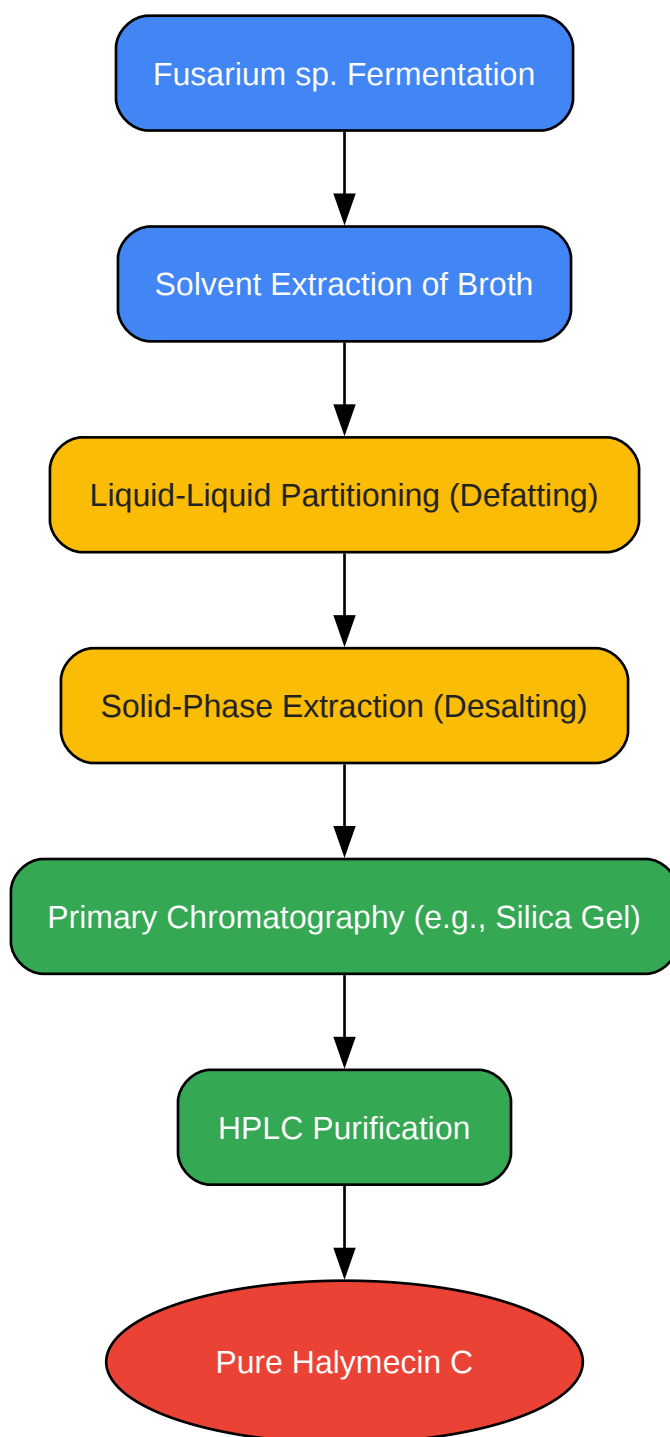 Fusarium sp. Fermentation
Solvent Extraction of Broth
Liquid-Liquid Partitioning (Defatting)
Solid-Phase Extraction (Desalting)
Primary Chromatography (e.g., Silica Gel)
HPLC Purification
Pure Halymecin C